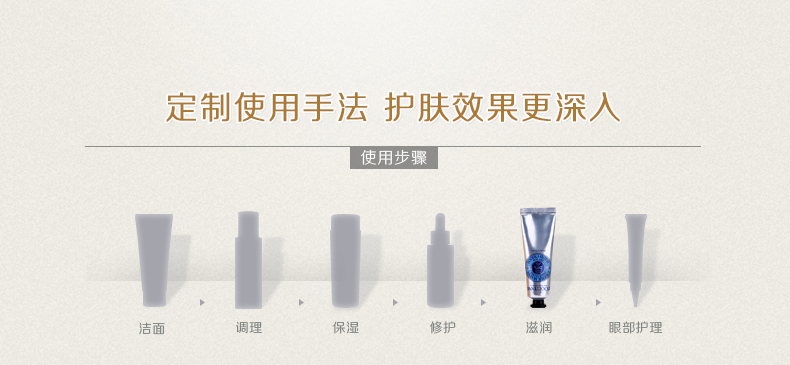 定制使用手法 护肤效果更深入
使用步骤
洁面
调理
保湿
修护
滋润
眼部护理